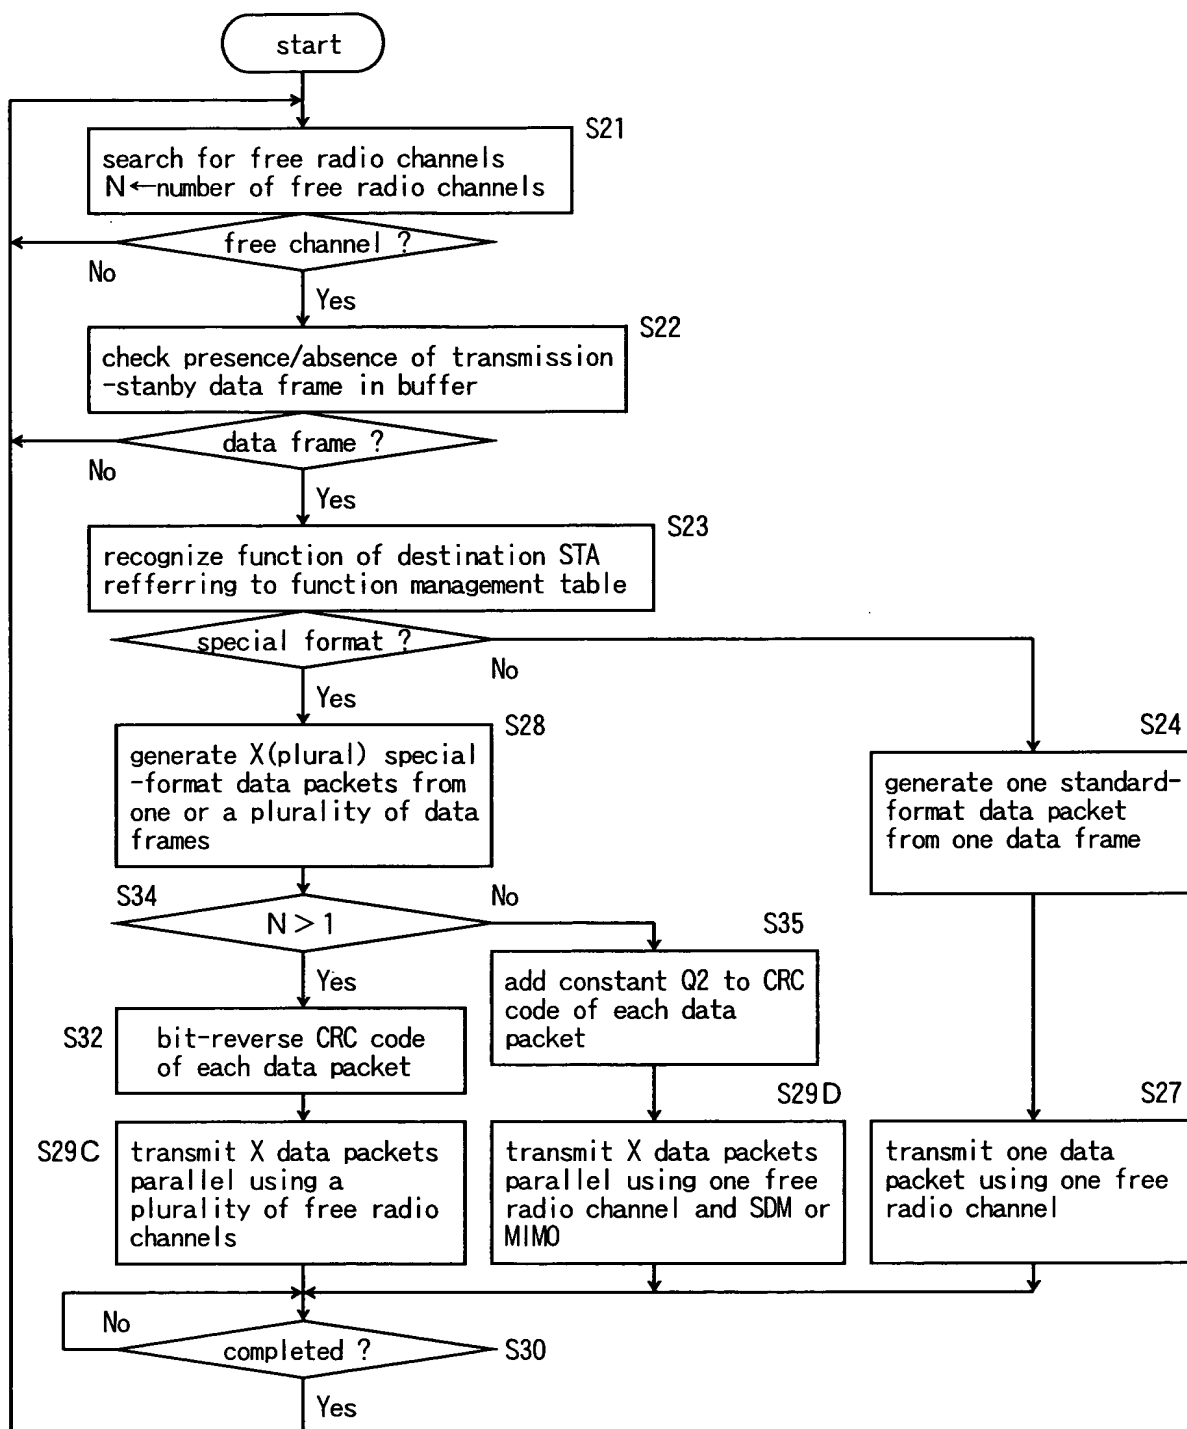 start
S21
search for free radio channels
N←number of free radio channels
free channel ?
No
Yes
S22
check presence/absence of transmission
-stanby data frame in buffer
data frame ?
No
Yes
S23
recognize function of destination STA
refferring to function management table
special format ?
No
Yes
S28
generate X(plural) special
-format data packets from
one or a plurality of data
frames
S24
generate one standard-
format data packet
from one data frame
S34
N > 1
No
Yes
S35
add constant Q2 to CRC
code of each data
packet
S32
bit-reverse CRC code
of each data packet
S29C
transmit X data packets
parallel using a
plurality of free radio
channels
S29D
transmit X data packets
parallel using one free
radio channel and SDM or
MIMO
S27
transmit one data
packet using one free
radio channel
No
completed ?
S30
Yes